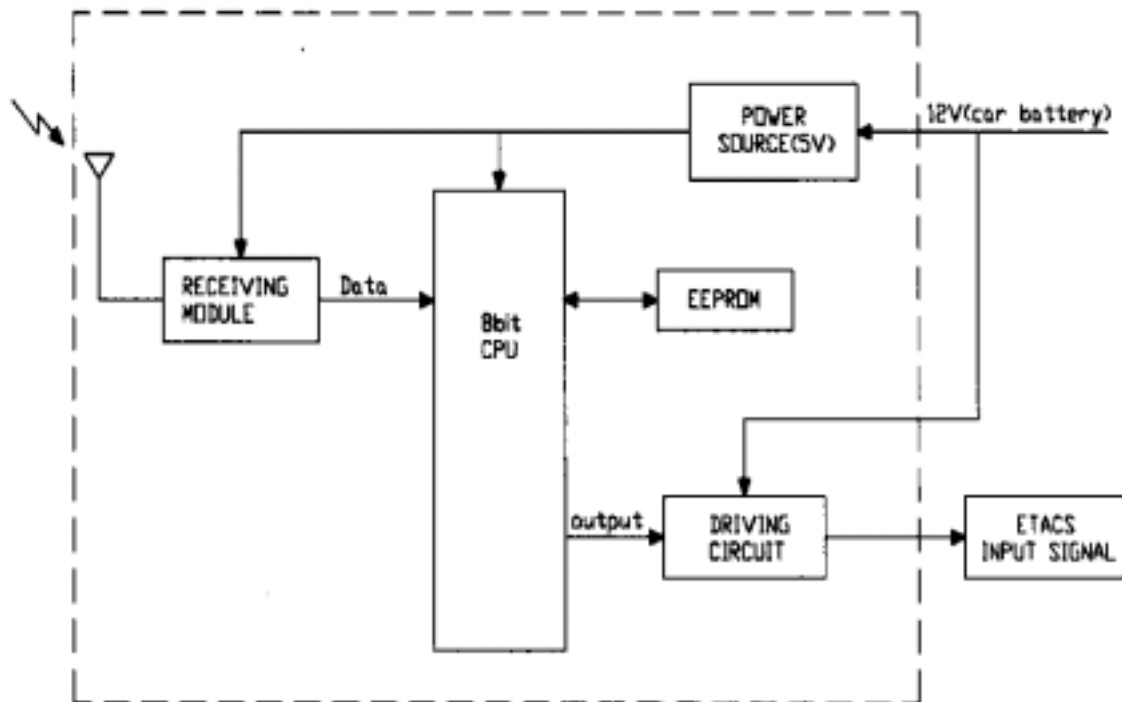 POWER
SOURCE(5V)
12V(car battery)
RECEIVING
MODULE
Data
8bit
CPU
EEPROM
output
DRIVING
CIRCUIT
ETACS
INPUT SIGNAL